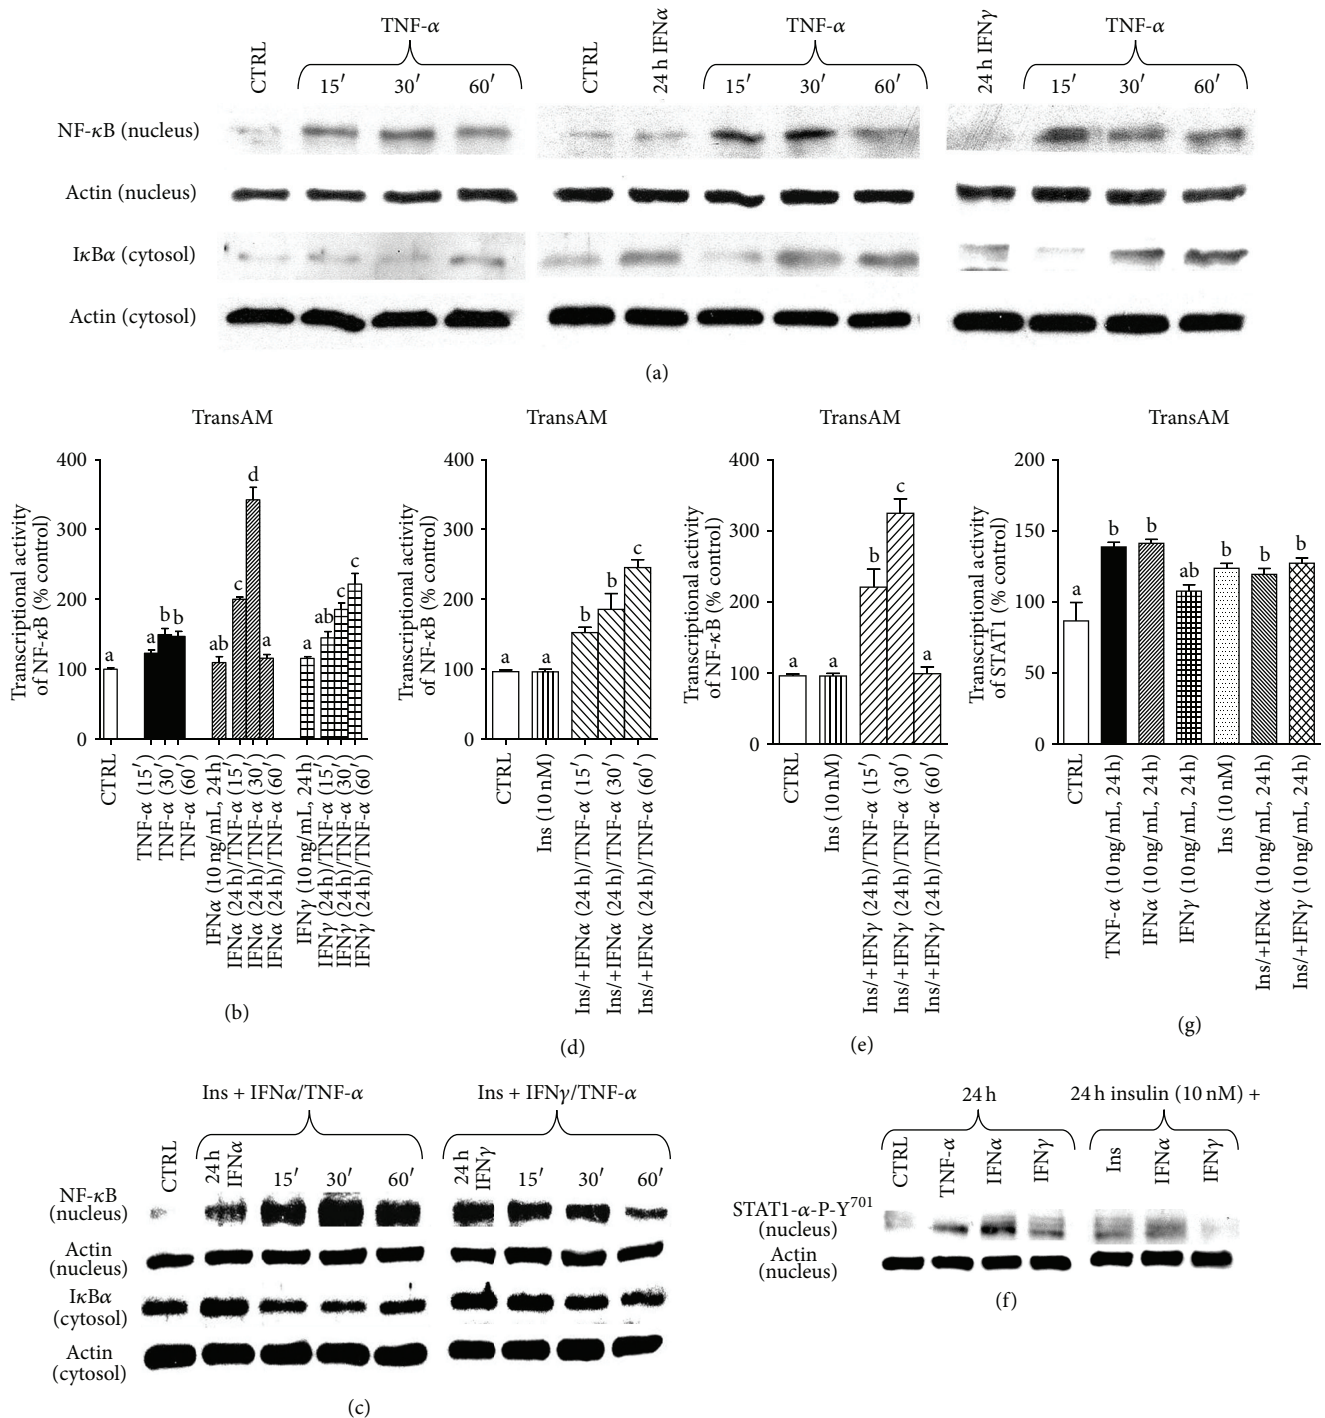 CTRL
TNF-α
15′ 30′ 60′
CTRL
24 h IFNα
TNF-α
15′ 30′ 60′
24 h IFNγ
TNF-α
15′ 30′ 60′
NF-κB (nucleus)
Actin (nucleus)
IκBα (cytosol)
Actin (cytosol)
(a)
TransAM
Transcriptional activity
of NF-κB (% control)
400
300
200
100
0
a
a
b
b
ab
c
d
a
a
ab
c
c
CTRL
TNF-α (15′)
TNF-α (30′)
TNF-α (60′)
IFNα (10 ng/mL, 24 h)
IFNα (24 h)/TNF-α (15′)
IFNα (24 h)/TNF-α (30′)
IFNα (24 h)/TNF-α (60′)
IFNγ (10 ng/mL, 24 h)
IFNγ (24 h)/TNF-α (15′)
IFNγ (24 h)/TNF-α (30′)
IFNγ (24 h)/TNF-α (60′)
(b)
TransAM
Transcriptional activity
of NF-κB (% control)
400
300
200
100
0
a
a
b
b
c
CTRL
Ins (10 nM)
Ins/+IFNα (24 h)/TNF-α (15′)
Ins/+IFNα (24 h)/TNF-α (30′)
Ins/+IFNα (24 h)/TNF-α (60′)
(d)
TransAM
Transcriptional activity
of NF-κB (% control)
400
300
200
100
0
a
a
b
c
a
CTRL
Ins (10 nM)
Ins/+IFNγ (24 h)/TNF-α (15′)
Ins/+IFNγ (24 h)/TNF-α (30′)
Ins/+IFNγ (24 h)/TNF-α (60′)
(e)
TransAM
Transcriptional activity
of STAT1 (% control)
200
150
100
50
0
a
b
b
ab
b
b
b
CTRL
TNF-α (10 ng/mL, 24 h)
IFNα (10 ng/mL, 24 h)
IFNγ (10 ng/mL, 24 h)
Ins (10 nM)
Ins/+IFNα (10 ng/mL, 24 h)
Ins/+IFNγ (10 ng/mL, 24 h)
(g)
Ins + IFNα/TNF-α
Ins + IFNγ/TNF-α
CTRL
24 h
IFNα
15′ 30′ 60′
24 h
IFNγ
15′ 30′ 60′
NF-κB
(nucleus)
Actin
(nucleus)
IκBα
(cytosol)
Actin
(cytosol)
(c)
24 h
24 h insulin (10 nM) +
CTRL
TNF-α
IFNα
IFNγ
Ins
IFNα
IFNγ
STAT1-α-P-Y701
(nucleus)
Actin
(nucleus)
(f)